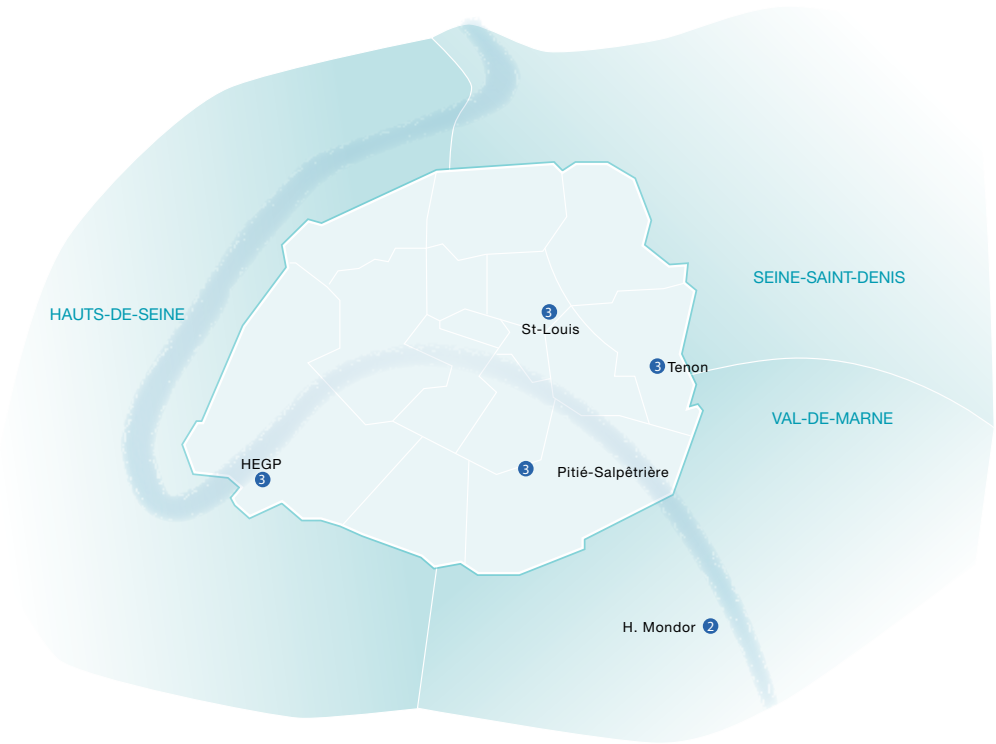 SEINE-SAINT-DENIS
HAUTS-DE-SEINE
3
St-Louis
3 Tenon
VAL-DE-MARNE
HEGP
3
3 Pitié-Salpêtrière
H. Mondor 2